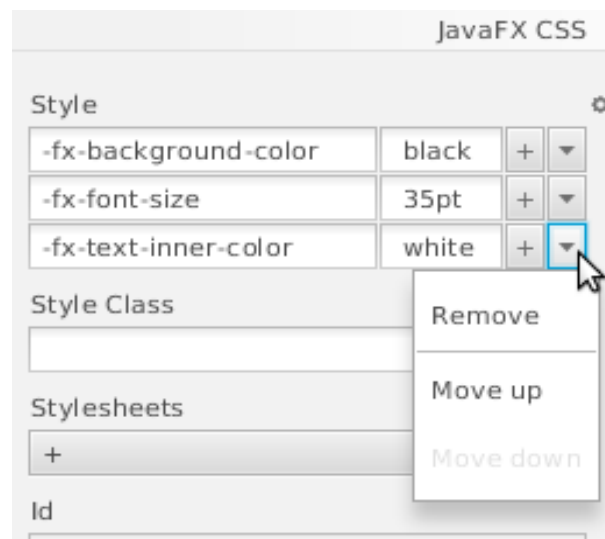 JavaFX CSS
Style
-fx-background-color black +
-fx-font-size 35pt +
-fx-text-inner-color white +
Style Class
Remove
Move up
Stylesheets
+
Move down
Id